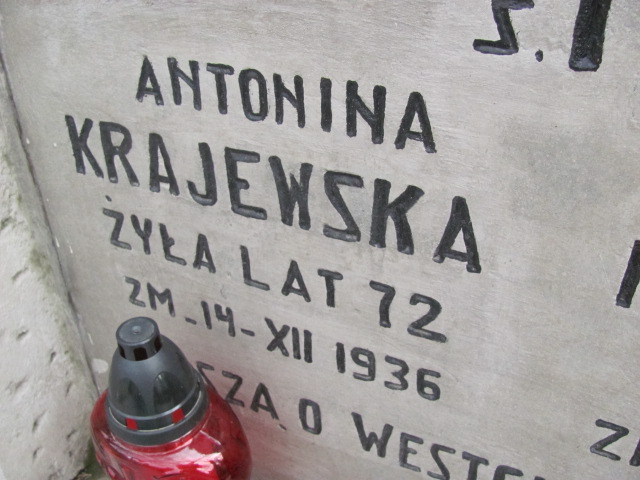 Ś.
ANTONINA
KRAJEWSKA
ŻYŁA LAT 72
ZM-14-XII 1936
O